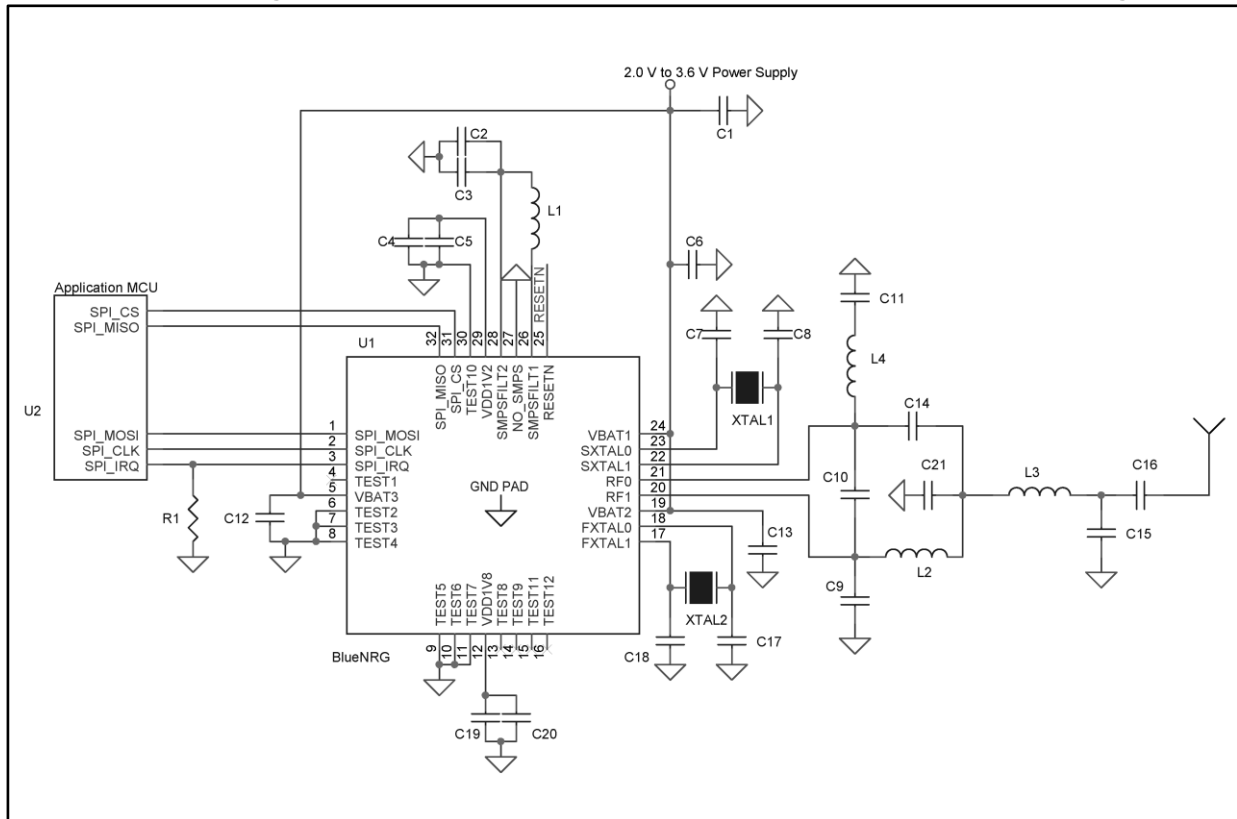 2.0 V to 3.6 V Power Supply
C1
C2
C3
L1
C4
C5
C6
RESETN
Application MCU
SPI_CS
SPI_MISO
SPI_MOSI
SPI_CLK
SPI_IRQ
U2
U1
32
31
30
29
28
27
26
25
SPI_MISO
SPI_CS
TEST10
VDD1V2
SMPSFILT2
NO_SMPS
SMPSFILT1
RESETN
1 SPI_MOSI
2 SPI_CLK
3 SPI_IRQ
4 TEST1
5 VBAT3
6 TEST2
7 TEST3
8 TEST4
GND PAD
VBAT1 24
SXTAL0 23
SXTAL1 22
RF0 21
RF1 20
VBAT2 19
FXTAL0 18
FXTAL1 17
TEST5
TEST6
TEST7
VDD1V8
TEST8
TEST9
TEST11
TEST12
9
10
11
12
13
14
15
16
BlueNRG
R1
C12
C7
C8
XTAL1
C11
L4
C14
C10
C21
L3
C16
C15
L2
C9
C13
XTAL2
C18
C17
C19
C20